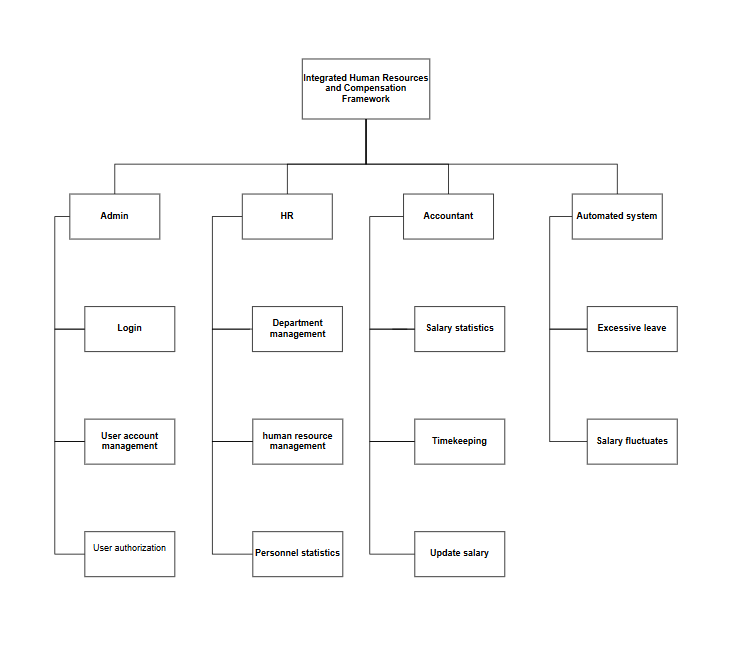 Integrated Human Resources
and Compensation
Framework
Admin
HR
Accountant
Automated system
Login
Department
management
Salary statistics
Excessive leave
User account
management
human resource
management
Timekeeping
Salary fluctuates
User authorization
Personnel statistics
Update salary